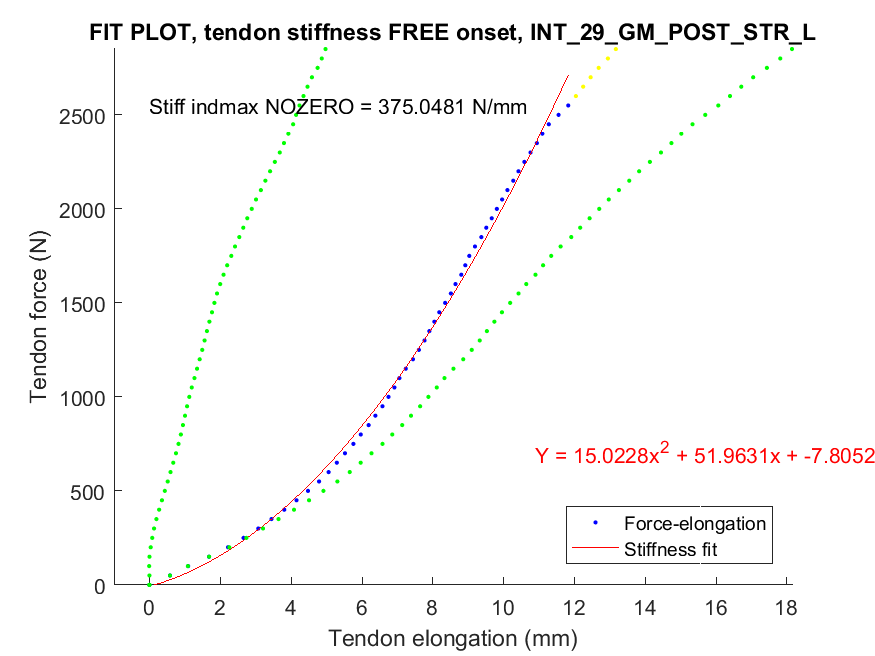 FIT PLOT, tendon stiffness FREE onset, INT_29_GM_POST_STR_L
Stiff indmax NOZERO = 375.0481 N/mm
Tendon force (N)
2500
2000
1500
1000
500
0
Y = 15.0228x^2 + 51.9631x + -7.8052
Force-elongation
Stiffness fit
0 2 4 6 8 10 12 14 16 18
Tendon elongation (mm)